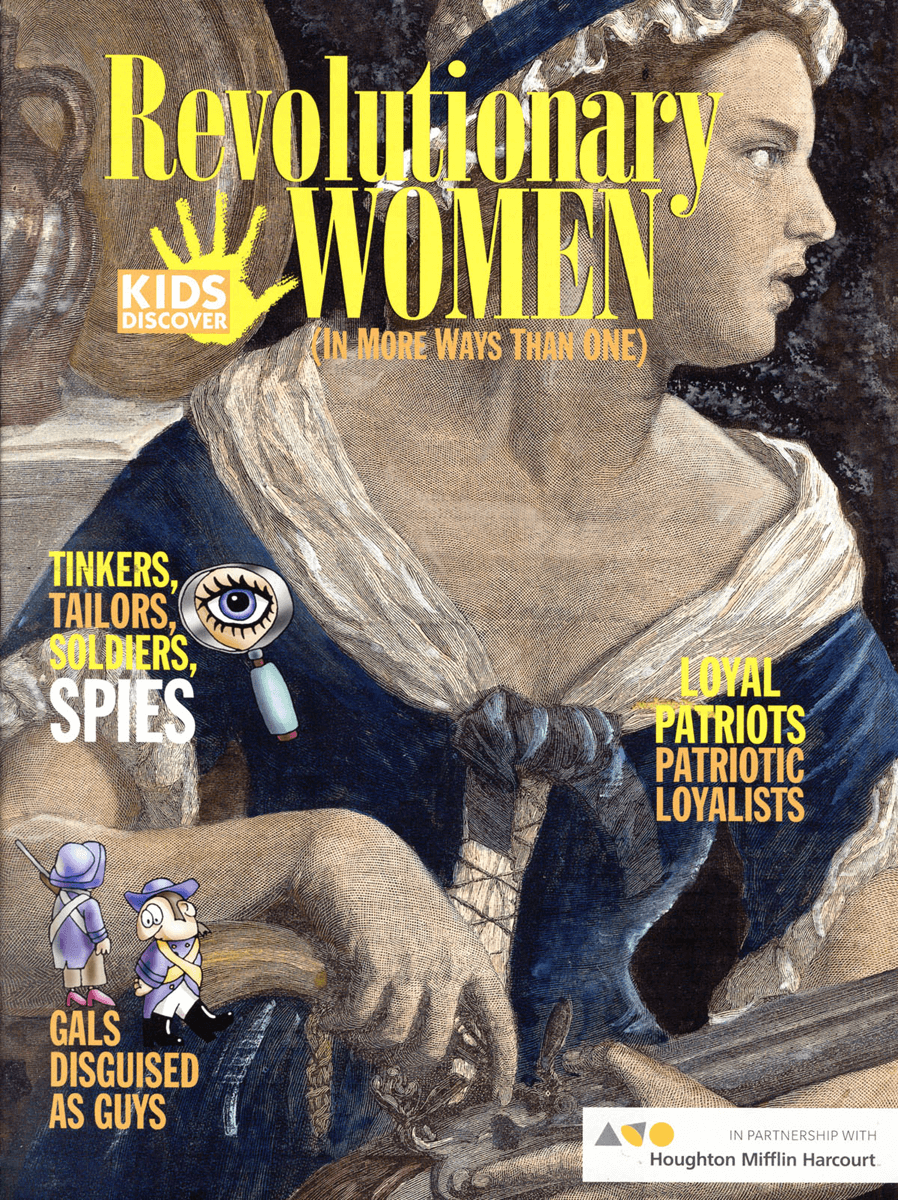 Revolutionary
WOMEN
KIDS
DISCOVER
(IN MORE WAYS THAN ONE)
TINKERS,
TAILORS,
SOLDIERS,
SPIES
LOYAL
PATRIOTS
PATRIOTIC
LOYALISTS
GALS
DISGUISED
AS GUYS
IN PARTNERSHIP WITH
Houghton Mifflin Harcourt